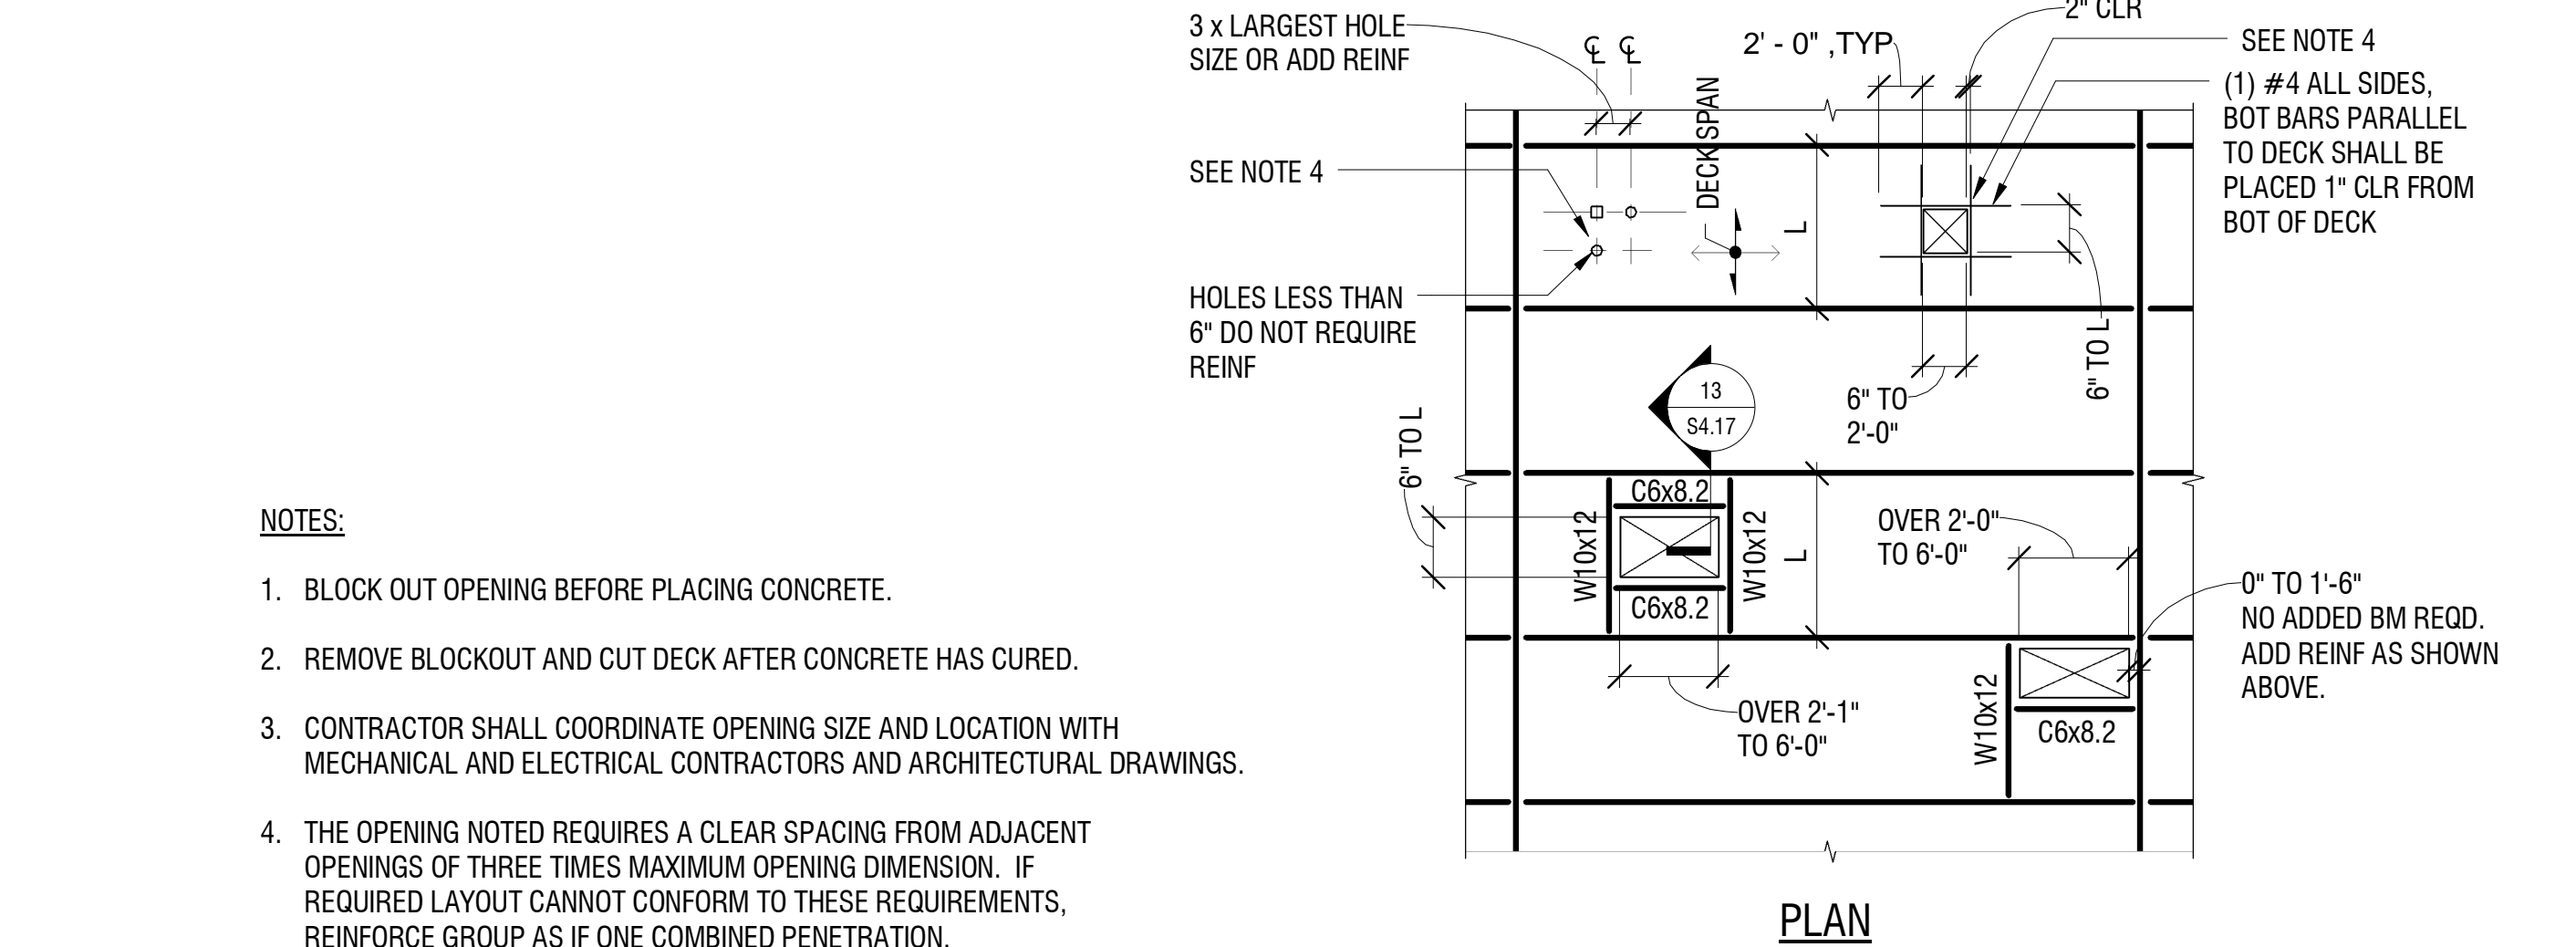 3 x LARGEST HOLE
SIZE OR ADD REINF
℄ ℄
2' - 0" ,TYP
2" CLR
SEE NOTE 4
(1) #4 ALL SIDES,
BOT BARS PARALLEL
TO DECK SHALL BE
PLACED 1" CLR FROM
BOT OF DECK
DECK SPAN
SEE NOTE 4
L
HOLES LESS THAN
6" DO NOT REQUIRE
REINF
6" TO L
6" TO
2'-0"
13
S4.17
6" TO L
C6x8.2
W10x12
W10x12
C6x8.2
L
OVER 2'-0"
TO 6'-0"
0" TO 1'-6"
NO ADDED BM REQD.
ADD REINF AS SHOWN
ABOVE.
OVER 2'-1"
TO 6'-0"
W10x12
C6x8.2
PLAN
NOTES:
1. BLOCK OUT OPENING BEFORE PLACING CONCRETE.
2. REMOVE BLOCKOUT AND CUT DECK AFTER CONCRETE HAS CURED.
3. CONTRACTOR SHALL COORDINATE OPENING SIZE AND LOCATION WITH
MECHANICAL AND ELECTRICAL CONTRACTORS AND ARCHITECTURAL DRAWINGS.
4. THE OPENING NOTED REQUIRES A CLEAR SPACING FROM ADJACENT
OPENINGS OF THREE TIMES MAXIMUM OPENING DIMENSION. IF
REQUIRED LAYOUT CANNOT CONFORM TO THESE REQUIREMENTS,
REINFORCE GROUP AS IF ONE COMBINED PENETRATION.